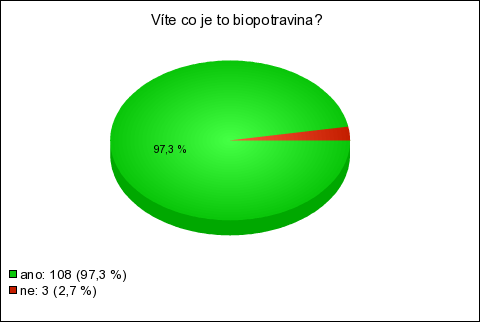 Víte co je to biopotravina?
97,3 %
ano: 108 (97,3 %)
ne: 3 (2,7 %)